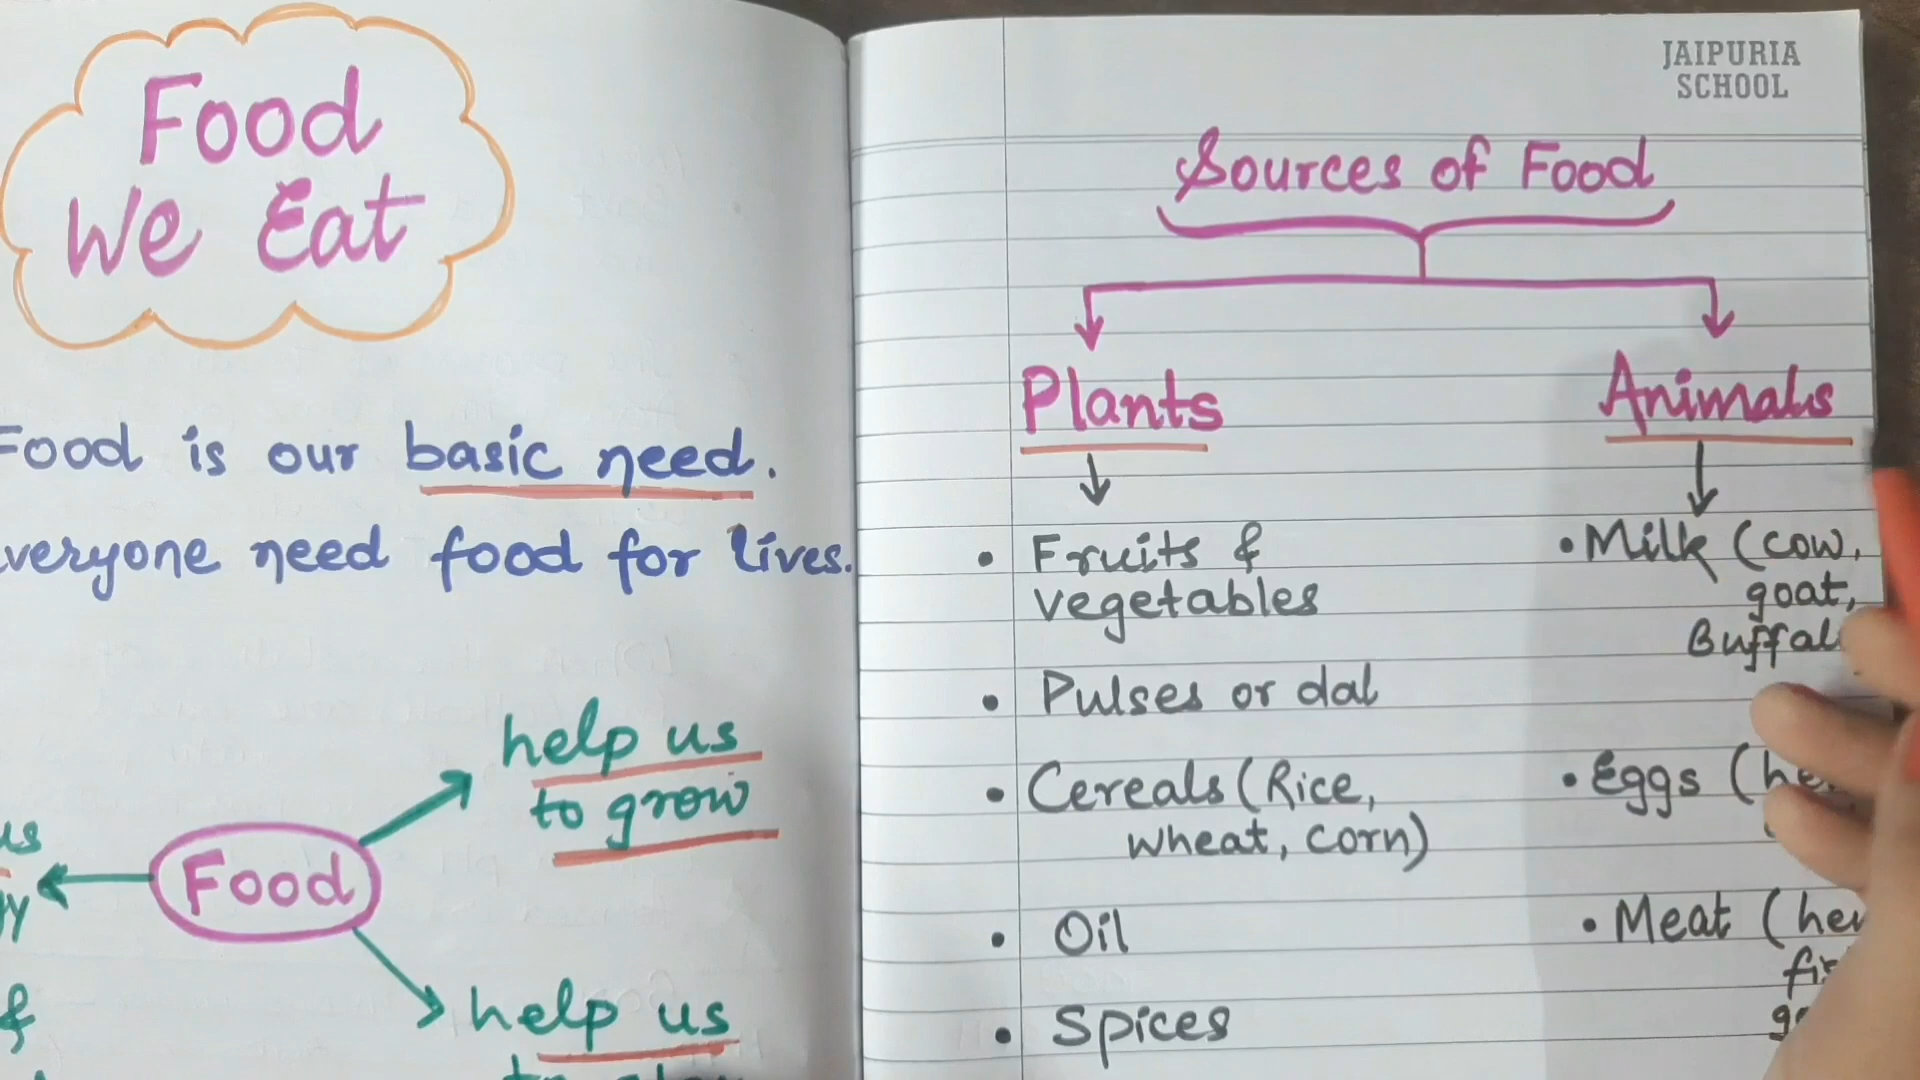 Food
We Eat
Food is our basic need.
everyone need food for lives.
help us
to grow
us
Food
help us
JAIPURIA
SCHOOL
Sources of Food
Plants
Animals
• Fruits &
vegetables
• Pulses or dal
• Cereals (Rice,
wheat, corn)
• Oil
• Spices
• Milk (cow,
goat,
• Eggs
• Meat